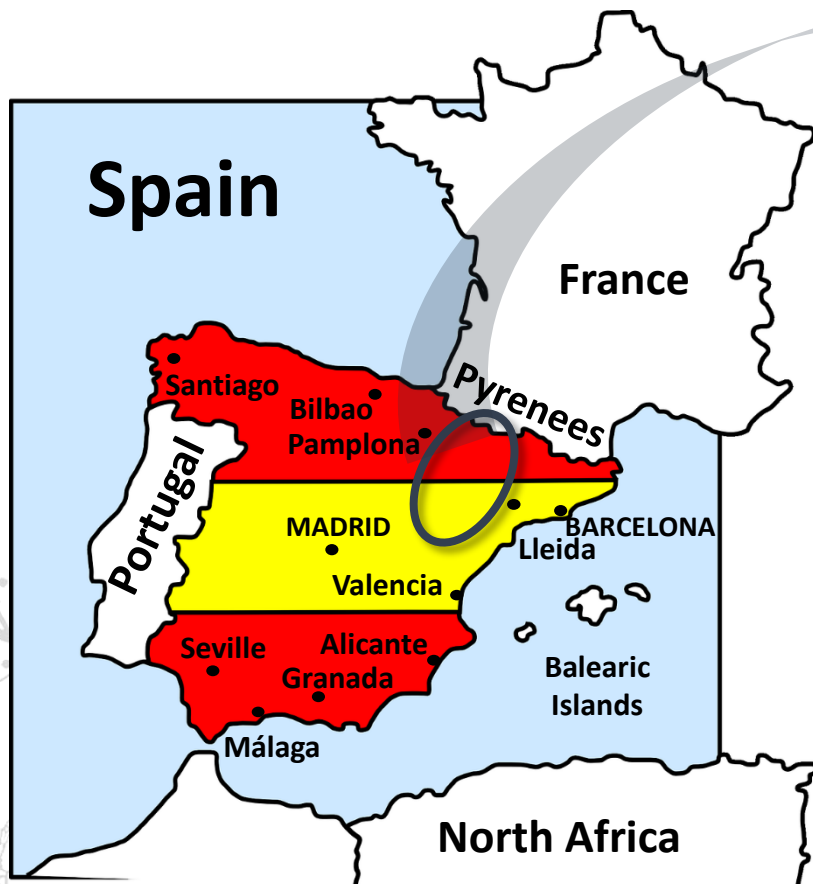 Spain
France
Pyrenees
Santiago
Bilbao
Pamplona
Portugal
MADRID
BARCELONA
Lleida
Valencia
Seville
Alicante
Granada
Balearic
Islands
Málaga
North Africa